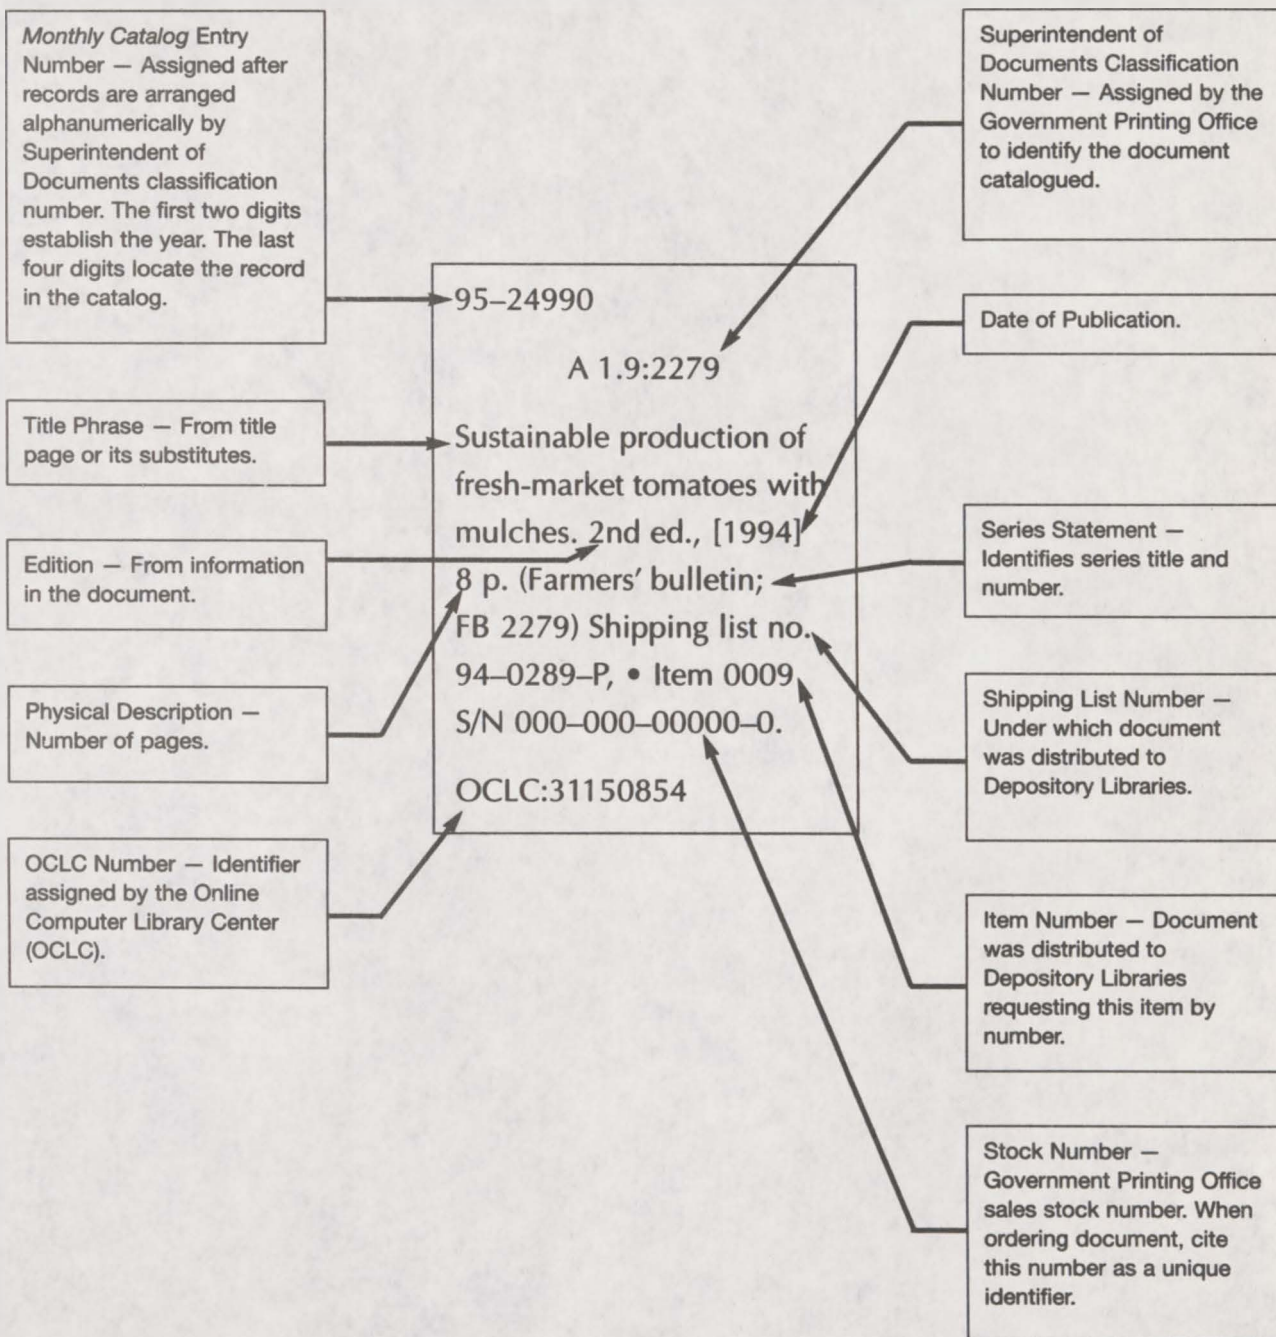 Monthly Catalog Entry
Number — Assigned after
records are arranged
alphanumerically by
Superintendent of
Documents classification
number. The first two digits
establish the year. The last
four digits locate the record
in the catalog.
Title Phrase — From title
page or its substitutes.
Edition — From information
in the document.
Physical Description —
Number of pages.
OCLC Number — Identifier
assigned by the Online
Computer Library Center
(OCLC).
95–24990
A 1.9:2279
Sustainable production of
fresh-market tomatoes with
mulches. 2nd ed., [1994]
8 p. (Farmers’ bulletin;
FB 2279) Shipping list no.
94–0289–P, • Item 0009
S/N 000–000–00000–0.
OCLC:31150854
Superintendent of
Documents Classification
Number — Assigned by the
Government Printing Office
to identify the document
catalogued.
Date of Publication.
Series Statement —
Identifies series title and
number.
Shipping List Number —
Under which document
was distributed to
Depository Libraries.
Item Number — Document
was distributed to
Depository Libraries
requesting this item by
number.
Stock Number —
Government Printing Office
sales stock number. When
ordering document, cite
this number as a unique
identifier.